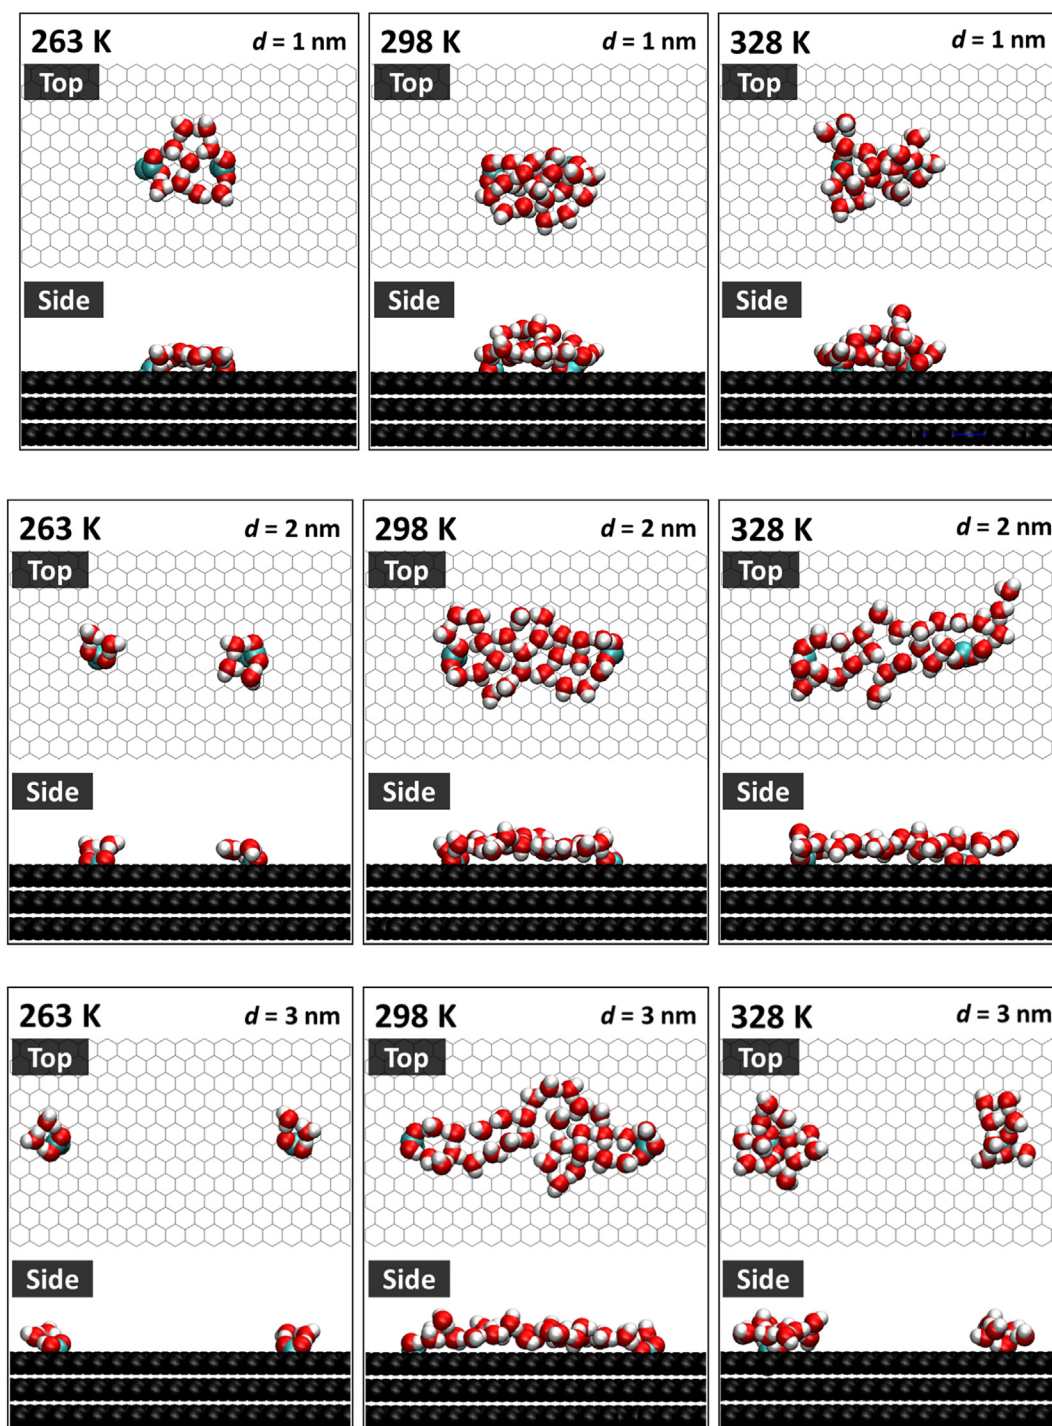 263 K d = 1 nm
Top
Side
298 K d = 1 nm
Top
Side
328 K d = 1 nm
Top
Side
263 K d = 2 nm
Top
Side
298 K d = 2 nm
Top
Side
328 K d = 2 nm
Top
Side
263 K d = 3 nm
Top
Side
298 K d = 3 nm
Top
Side
328 K d = 3 nm
Top
Side